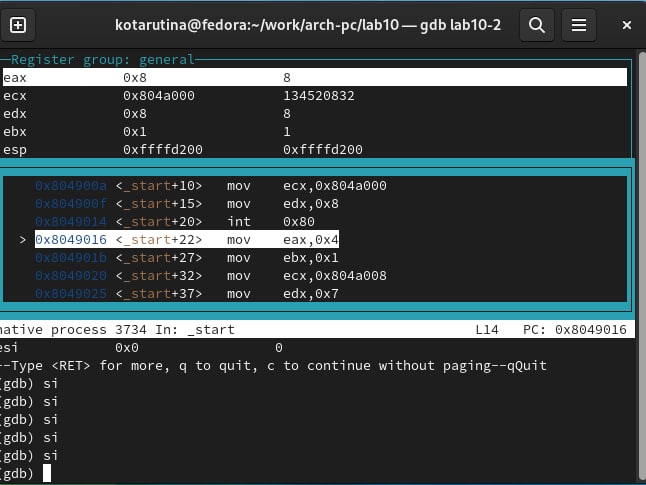 kotarutina@fedora:~/work/arch-pc/lab10 — gdb lab10-2
Register group: general
eax 0x8 8
ecx 0x804a000 134520832
edx 0x8 8
ebx 0x1 1
esp 0xffffd200 0xffffd200
0x804900a <_start+10> mov ecx,0x804a000
0x804900f <_start+15> mov edx,0x8
0x8049014 <_start+20> int 0x80
> 0x8049016 <_start+22> mov eax,0x4
0x804901b <_start+27> mov ebx,0x1
0x8049020 <_start+32> mov ecx,0x804a008
0x8049025 <_start+37> mov edx,0x7
native process 3734 In: _start L14 PC: 0x8049016
esi 0x0 0
--Type <RET> for more, q to quit, c to continue without paging--qQuit
(gdb) si
(gdb) si
(gdb) si
(gdb) si
(gdb) si
(gdb)